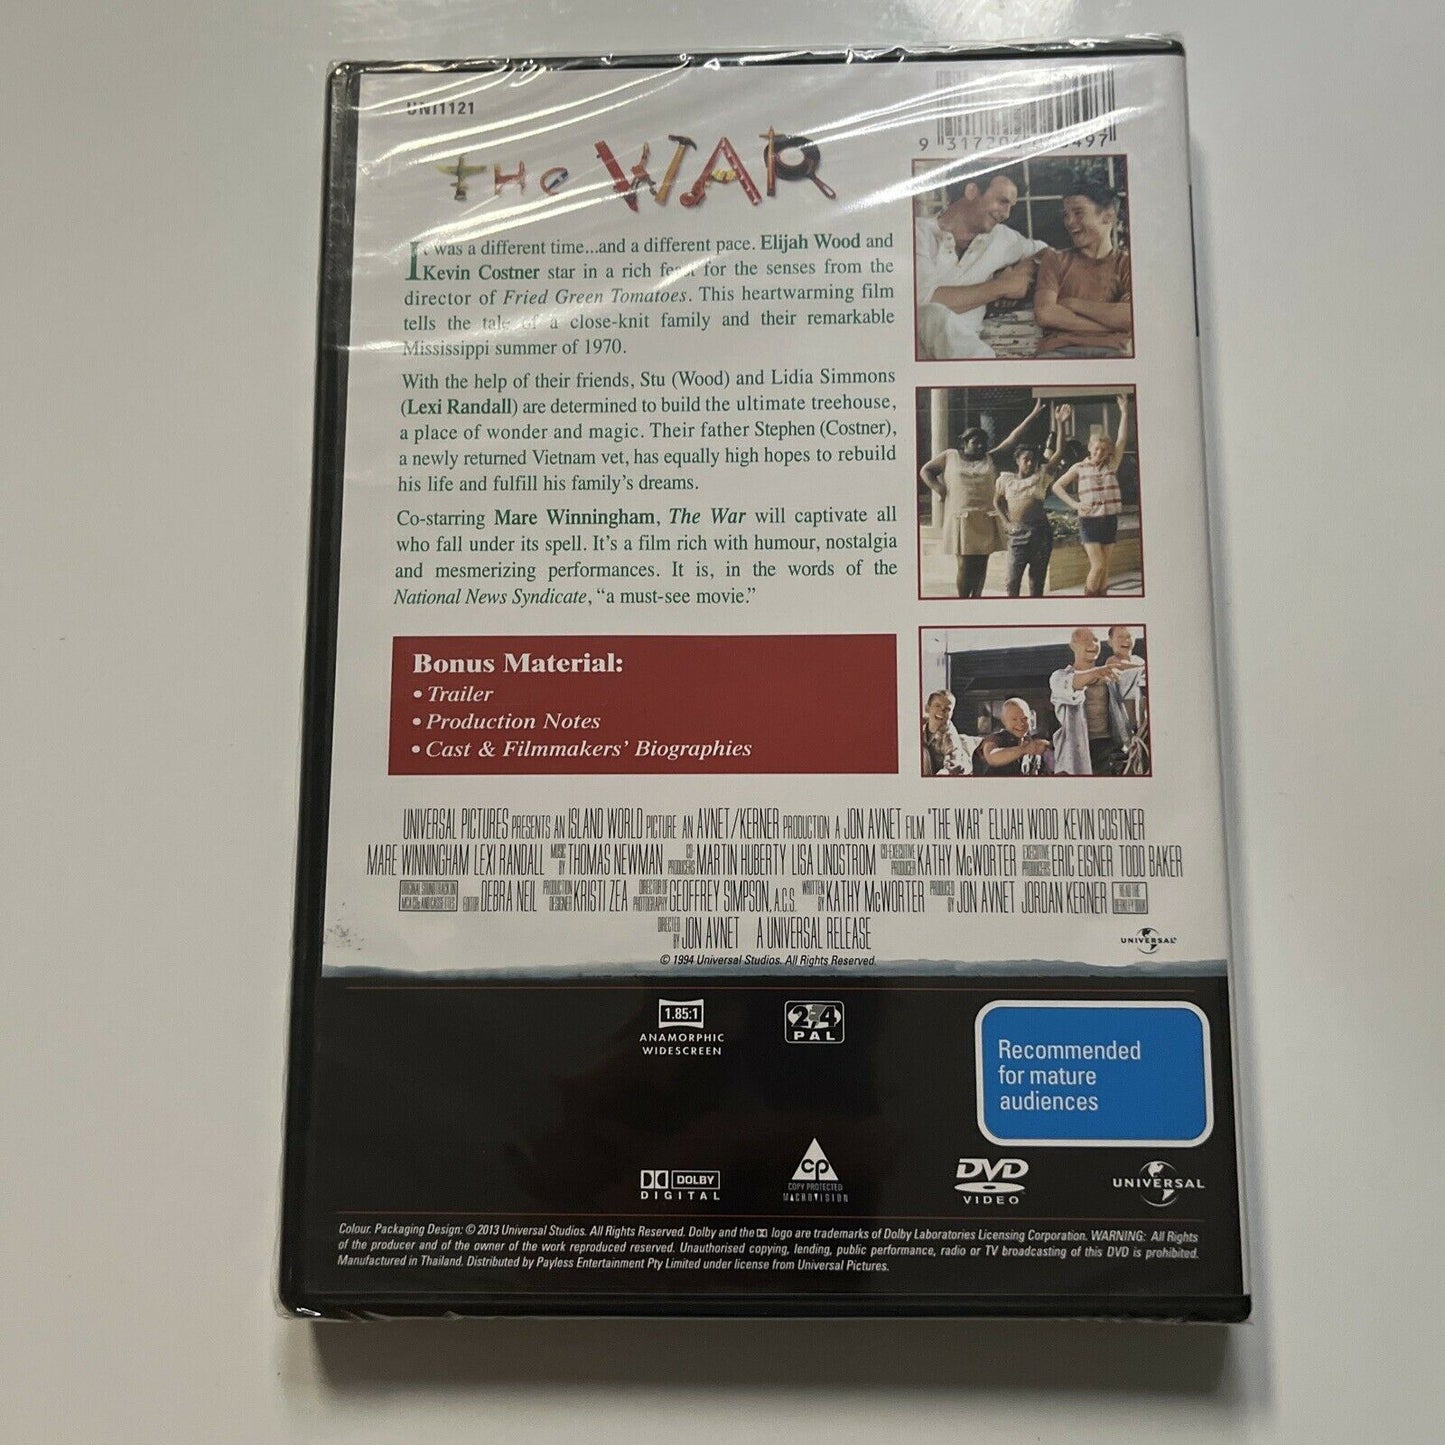 UNI1121
THE WAR
It was a different time...and a different pace. Elijah Wood and
Kevin Costner star in a rich feast for the senses from the
director of Fried Green Tomatoes. This heartwarming film
tells the tale of a close-knit family and their remarkable
Mississippi summer of 1970.
With the help of their friends, Stu (Wood) and Lidia Simmons
(Lexi Randall) are determined to build the ultimate treehouse,
a place of wonder and magic. Their father Stephen (Costner),
a newly returned Vietnam vet, has equally high hopes to rebuild
his life and fulfill his family's dreams.
Co-starring Mare Winningham, The War will captivate all
who fall under its spell. It's a film rich with humour, nostalgia
and mesmerizing performances. It is, in the words of the
National News Syndicate, “a must-see movie.”
Bonus Material:
• Trailer
• Production Notes
• Cast & Filmmakers' Biographies
UNIVERSAL PICTURES PRESENTS AN ISLAND WORLD PICTURE AN AVNET/KERNER PRODUCTION A JON AVNET FILM "THE WAR" ELIJAH WOOD KEVIN COSTNER
MARE WINNINGHAM LEXI RANDALL MUSIC BY THOMAS NEWMAN CO-PRODUCERS MARTIN HUBERTY LISA LINDSTROM CO-EXECUTIVE PRODUCER KATHY McWORTER EXECUTIVE PRODUCERS ERIC EISNER TODD BAKER
ORIGINAL SOUNDTRACK ON MCA CDs AND CASSETTES EDITOR DEBRA NEIL PRODUCTION DESIGNER KRISTI ZEA DIRECTOR OF PHOTOGRAPHY GEOFFREY SIMPSON, A.C.S. WRITTEN BY KATHY McWORTER PRODUCED BY JON AVNET JORDAN KERNER READ THE BERKLEY BOOK
DIRECTED BY JON AVNET A UNIVERSAL RELEASE
UNIVERSAL
© 1994 Universal Studios. All Rights Reserved.
1.85:1
ANAMORPHIC
WIDESCREEN
2,4
PAL
Recommended
for mature
audiences
DOLBY
DIGITAL
CP
COPY PROTECTED
MACROVISION
DVD
VIDEO
UNIVERSAL
Colour. Packaging Design: © 2013 Universal Studios. All Rights Reserved. Dolby and the logo are trademarks of Dolby Laboratories Licensing Corporation. WARNING: All Rights
of the producer and of the owner of the work reproduced reserved. Unauthorised copying, lending, public performance, radio or TV broadcasting of this DVD is prohibited.
Manufactured in Thailand. Distributed by Payless Entertainment Pty Limited under license from Universal Pictures.